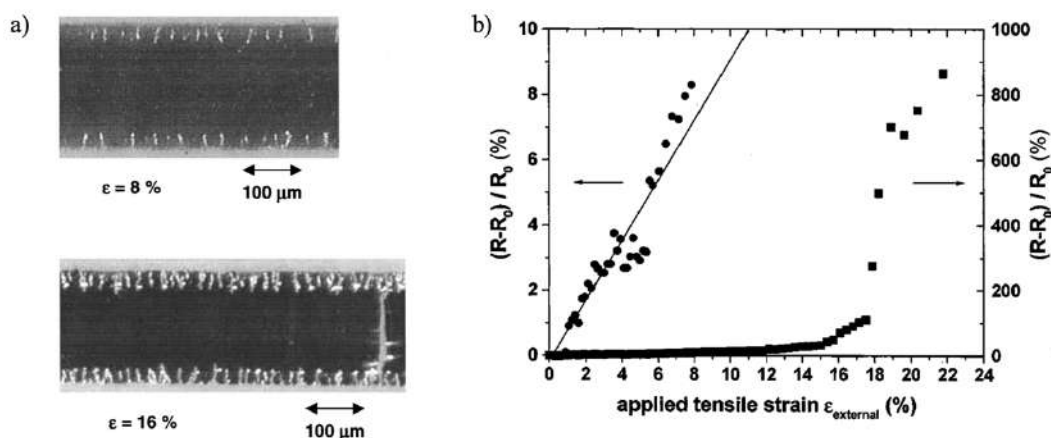 a)
ε = 8 %
100 μm
ε = 16 %
100 μm
b)
(R-R₀) / R₀ (%)
10
8
6
4
2
0
1000
800
600
400
200
0
(R-R₀) / R₀ (%)
0 2 4 6 8 10 12 14 16 18 20 22 24
applied tensile strain ε_external (%)